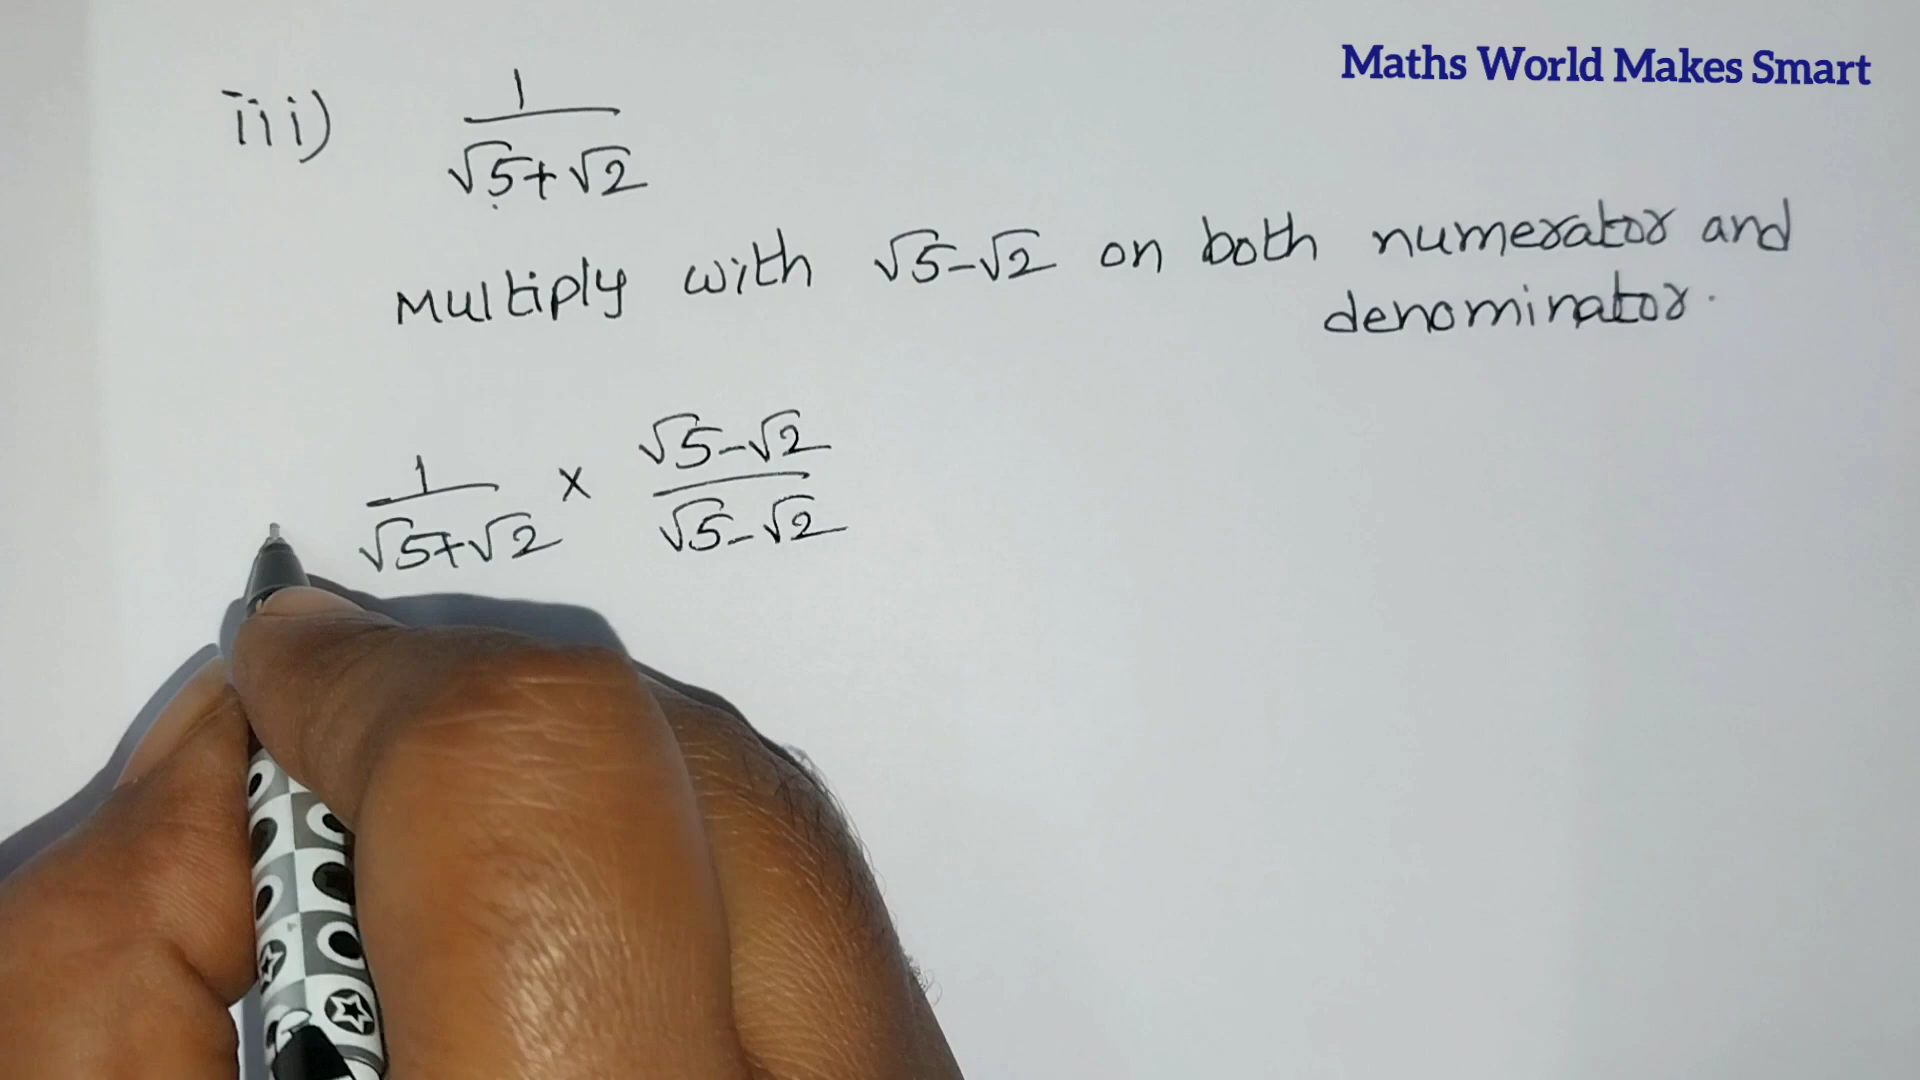 Maths World Makes Smart
iii) 1
√5+√2
Multiply with √5-√2 on both numerator and
denominator.
1 × √5-√2
√5+√2 √5-√2